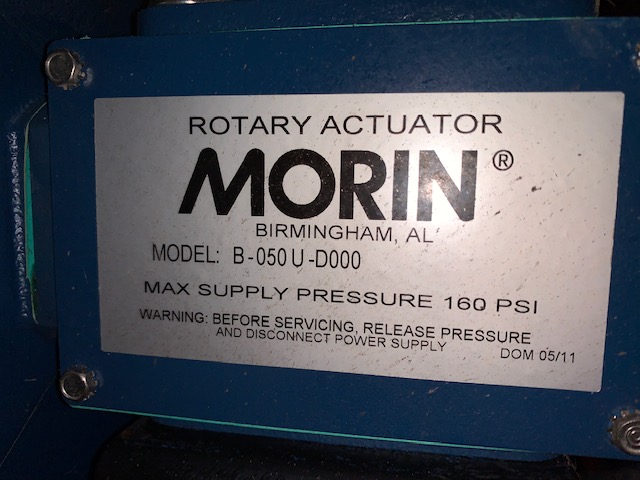 ROTARY ACTUATOR
MORIN®
BIRMINGHAM, AL
MODEL: B-050U-D000
MAX SUPPLY PRESSURE 160 PSI
WARNING: BEFORE SERVICING, RELEASE PRESSURE
AND DISCONNECT POWER SUPPLY
DOM 05/11